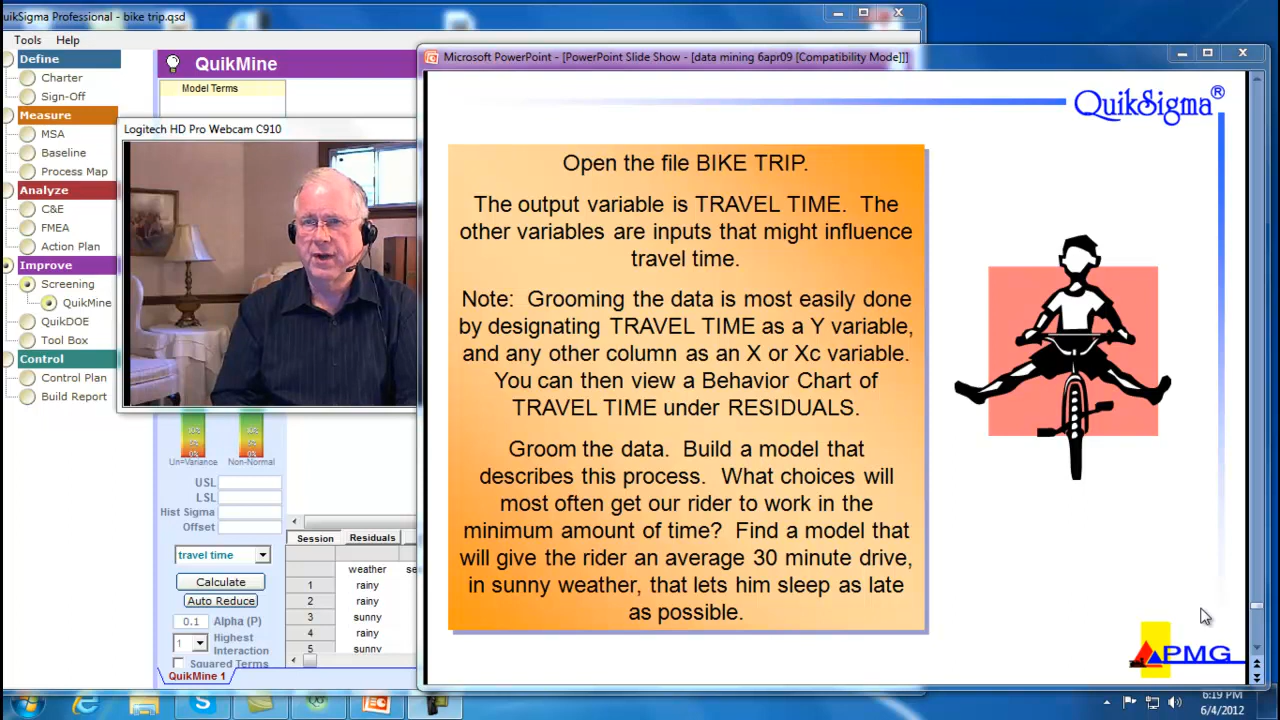 uikSigma Professional - bike trip.qsd
Tools Help
Define
Charter
Sign-Off
Measure
MSA
Baseline
Process Map
Analyze
C&E
FMEA
Action Plan
Improve
Screening
QuikMine
QuikDOE
Tool Box
Control
Control Plan
Build Report
QuikMine
Model Terms
Logitech HD Pro Webcam C910
10%
5%
0%
10%
5%
0%
Un=Variance Non-Normal
USL
LSL
Hist Sigma
Offset
travel time
Calculate
Auto Reduce
0.1 Alpha (P)
1 Highest
Interaction
Squared Terms
QuikMine 1
Session Residuals
weather se
1 rainy
2 rainy
3 sunny
4 rainy
5 sunny
Microsoft PowerPoint - [PowerPoint Slide Show - [data mining 6apr09 [Compatibility Mode]]]
QuikSigma®
Open the file BIKE TRIP.
The output variable is TRAVEL TIME. The
other variables are inputs that might influence
travel time.
Note: Grooming the data is most easily done
by designating TRAVEL TIME as a Y variable,
and any other column as an X or Xc variable.
You can then view a Behavior Chart of
TRAVEL TIME under RESIDUALS.
Groom the data. Build a model that
describes this process. What choices will
most often get our rider to work in the
minimum amount of time? Find a model that
will give the rider an average 30 minute drive,
in sunny weather, that lets him sleep as late
as possible.
PMG
6:19 PM
6/4/2012